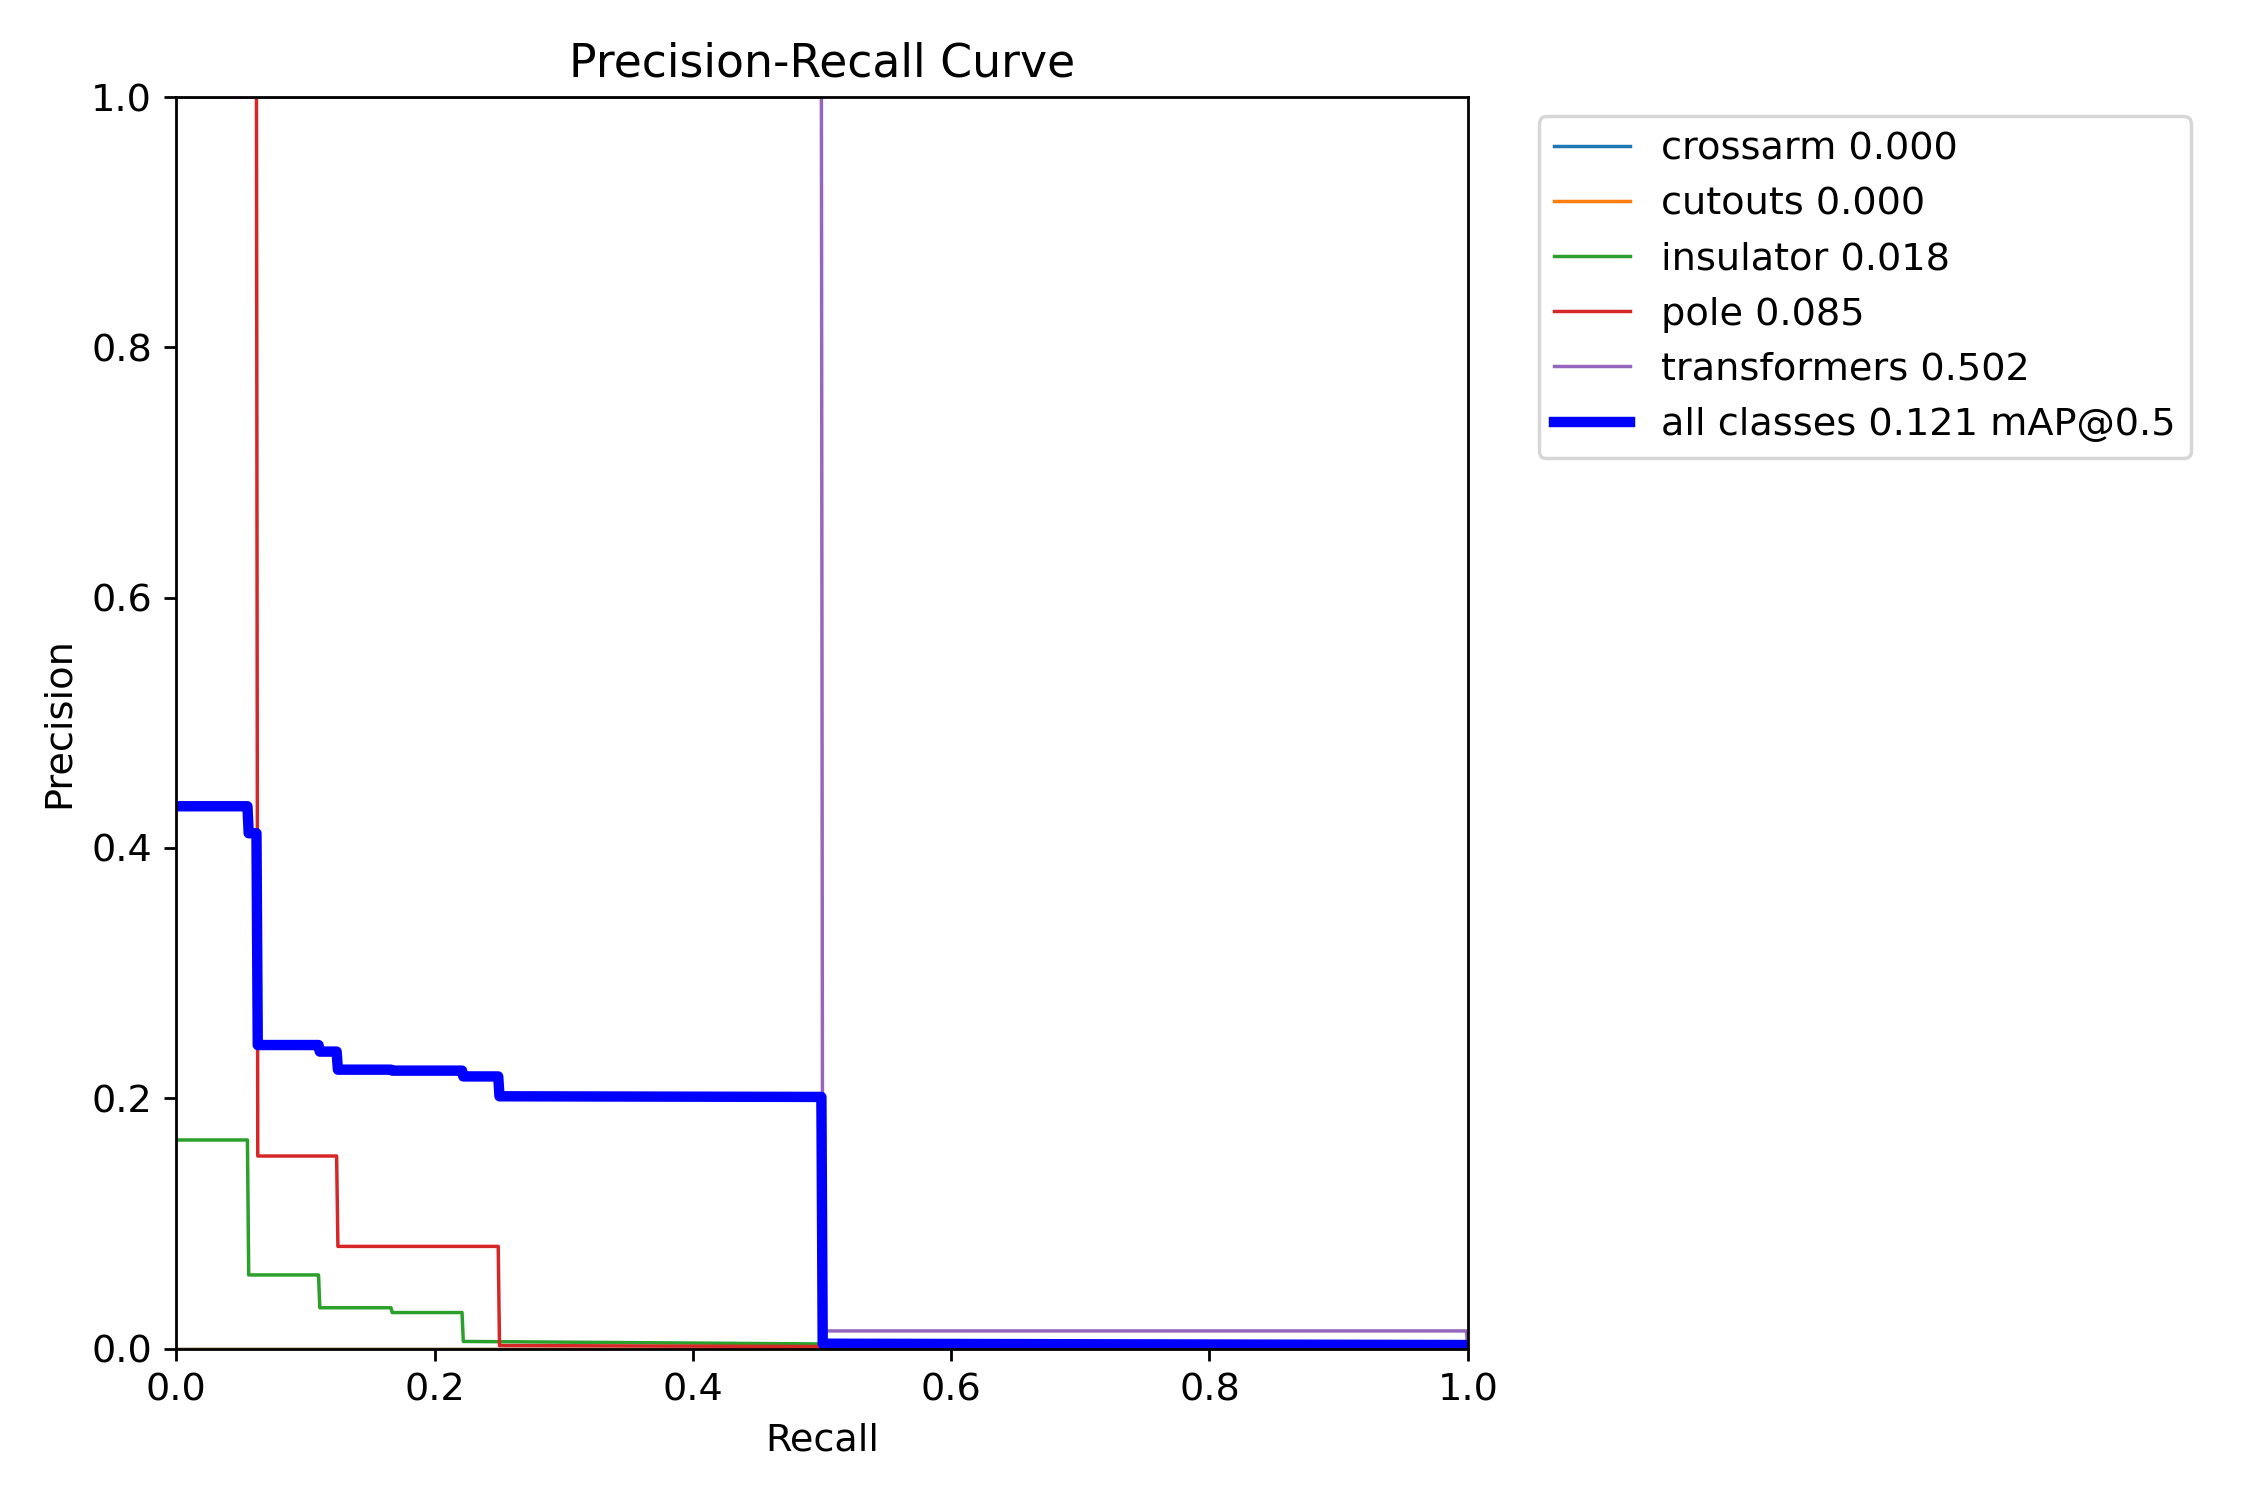 Precision-Recall Curve
1.0
0.8
0.6
0.4
0.2
0.0
Precision
0.0 0.2 0.4 0.6 0.8 1.0
Recall
crossarm 0.000
cutouts 0.000
insulator 0.018
pole 0.085
transformers 0.502
all classes 0.121 mAP@0.5